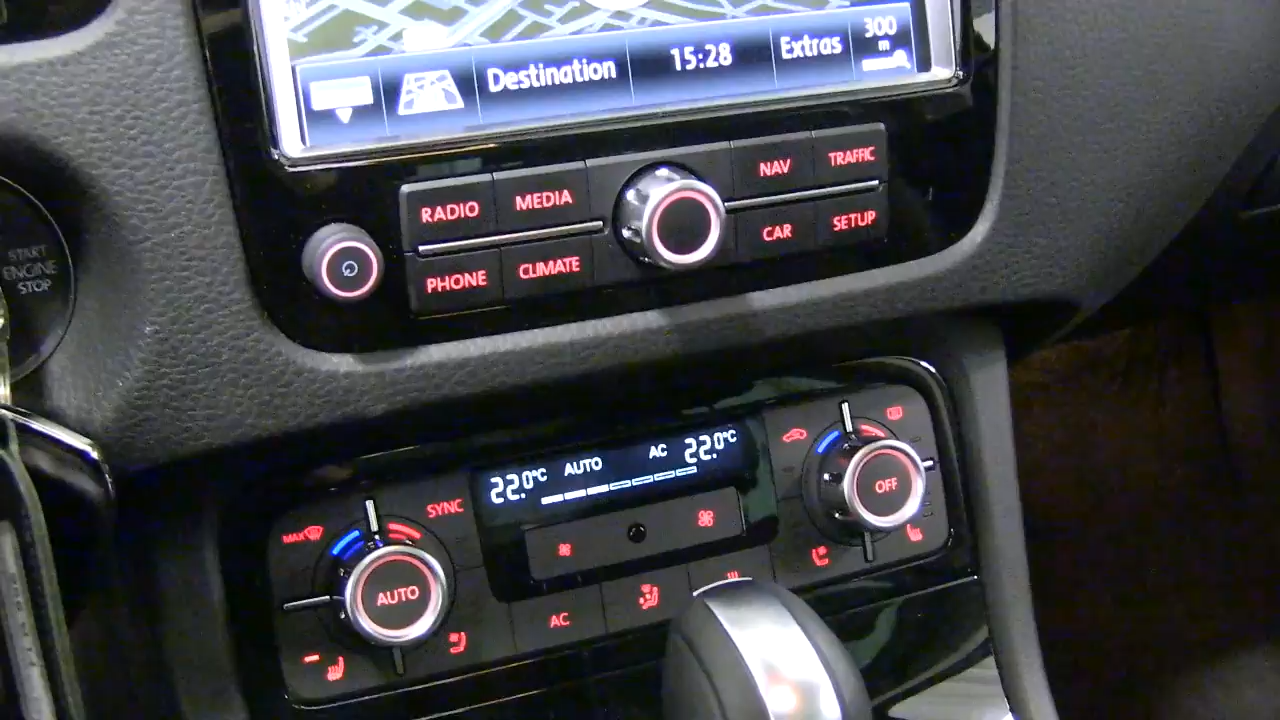 Destination 15:28 Extras 300 m
RADIO MEDIA NAV TRAFFIC
PHONE CLIMATE CAR SETUP
START
ENGINE
STOP
22.0°C AUTO AC 22.0°C
MAX SYNC
OFF
AUTO
AC